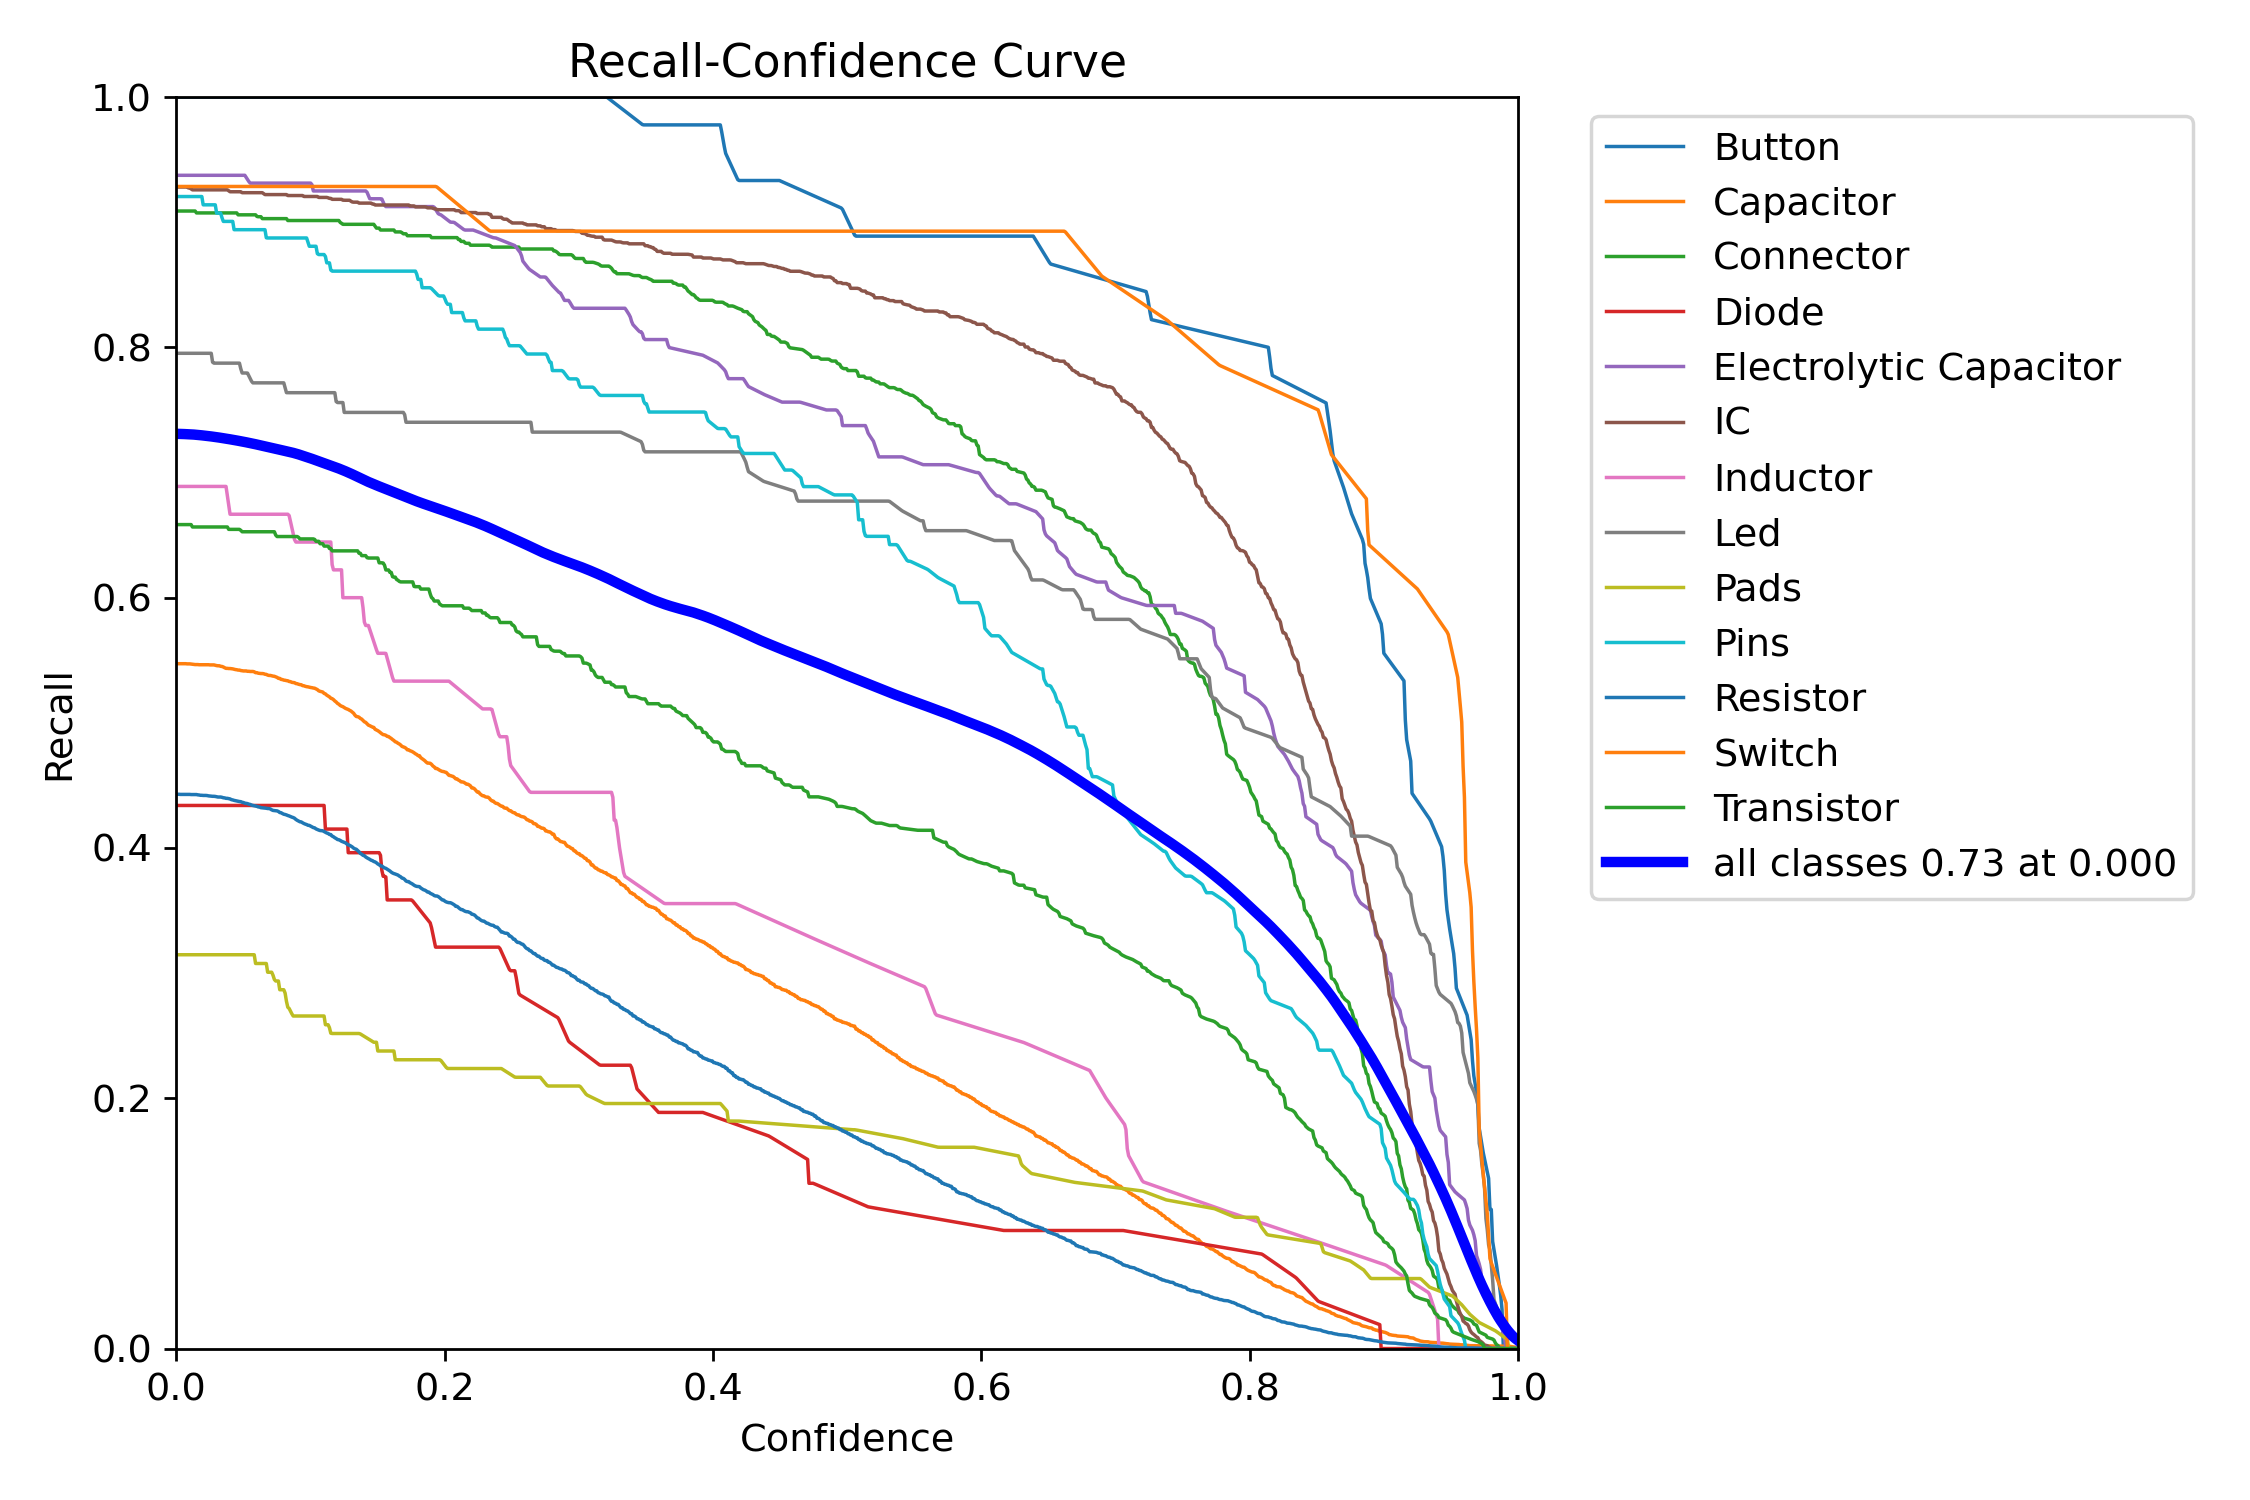 Recall-Confidence Curve
1.0
0.8
0.6
0.4
0.2
0.0
Recall
0.0 0.2 0.4 0.6 0.8 1.0
Confidence
Button
Capacitor
Connector
Diode
Electrolytic Capacitor
IC
Inductor
Led
Pads
Pins
Resistor
Switch
Transistor
all classes 0.73 at 0.000